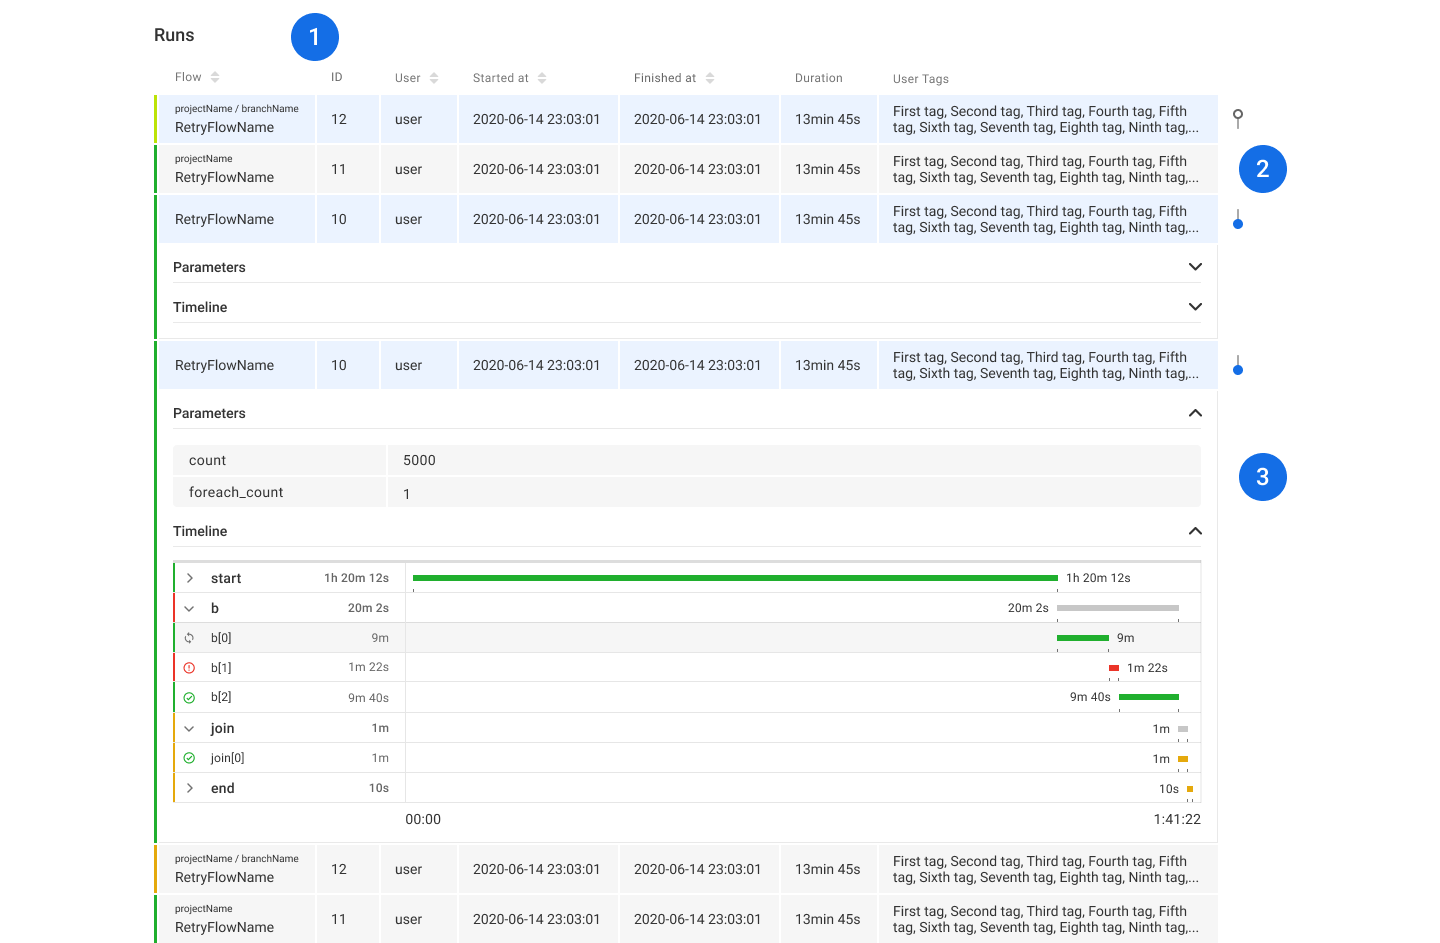 Runs
1
Flow ID User Started at Finished at Duration User Tags
projectName / branchName
RetryFlowName 12 user 2020-06-14 23:03:01 2020-06-14 23:03:01 13min 45s First tag, Second tag, Third tag, Fourth tag, Fifth
tag, Sixth tag, Seventh tag, Eighth tag, Ninth tag,...
projectName
RetryFlowName 11 user 2020-06-14 23:03:01 2020-06-14 23:03:01 13min 45s First tag, Second tag, Third tag, Fourth tag, Fifth
tag, Sixth tag, Seventh tag, Eighth tag, Ninth tag,...
2
RetryFlowName 10 user 2020-06-14 23:03:01 2020-06-14 23:03:01 13min 45s First tag, Second tag, Third tag, Fourth tag, Fifth
tag, Sixth tag, Seventh tag, Eighth tag, Ninth tag,...
Parameters
Timeline
RetryFlowName 10 user 2020-06-14 23:03:01 2020-06-14 23:03:01 13min 45s First tag, Second tag, Third tag, Fourth tag, Fifth
tag, Sixth tag, Seventh tag, Eighth tag, Ninth tag,...
Parameters
count 5000
3
foreach_count 1
Timeline
start 1h 20m 12s 1h 20m 12s
b 20m 2s 20m 2s
b[0] 9m 9m
b[1] 1m 22s 1m 22s
b[2] 9m 40s 9m 40s
join 1m 1m
join[0] 1m 1m
end 10s 10s
00:00 1:41:22
projectName / branchName
RetryFlowName 12 user 2020-06-14 23:03:01 2020-06-14 23:03:01 13min 45s First tag, Second tag, Third tag, Fourth tag, Fifth
tag, Sixth tag, Seventh tag, Eighth tag, Ninth tag,...
projectName
RetryFlowName 11 user 2020-06-14 23:03:01 2020-06-14 23:03:01 13min 45s First tag, Second tag, Third tag, Fourth tag, Fifth
tag, Sixth tag, Seventh tag, Eighth tag, Ninth tag,...